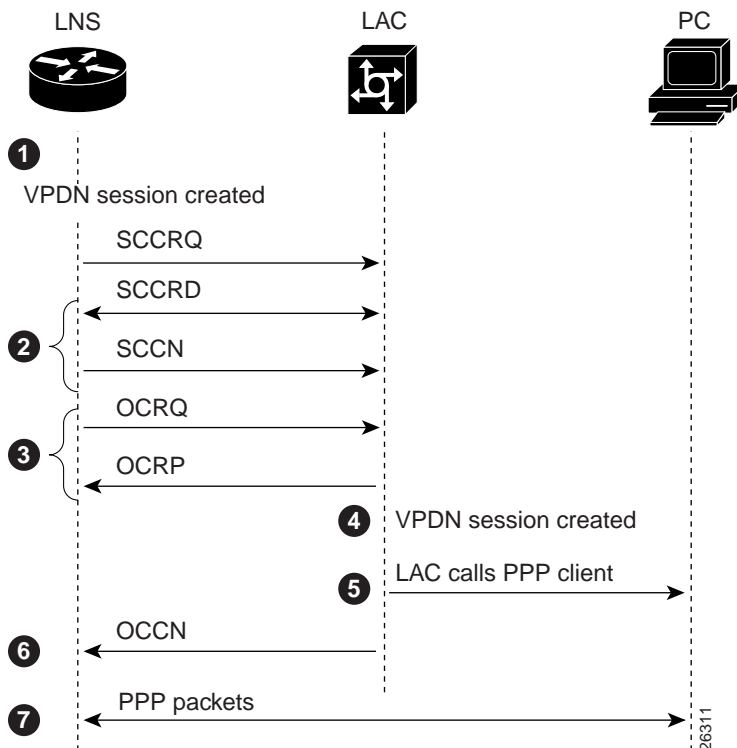 LNS
LAC
PC
1
VPDN session created
SCCRQ
SCCRD
2
SCCN
OCRQ
3
OCRP
4
VPDN session created
LAC calls PPP client
5
OCCN
6
PPP packets
7
26311